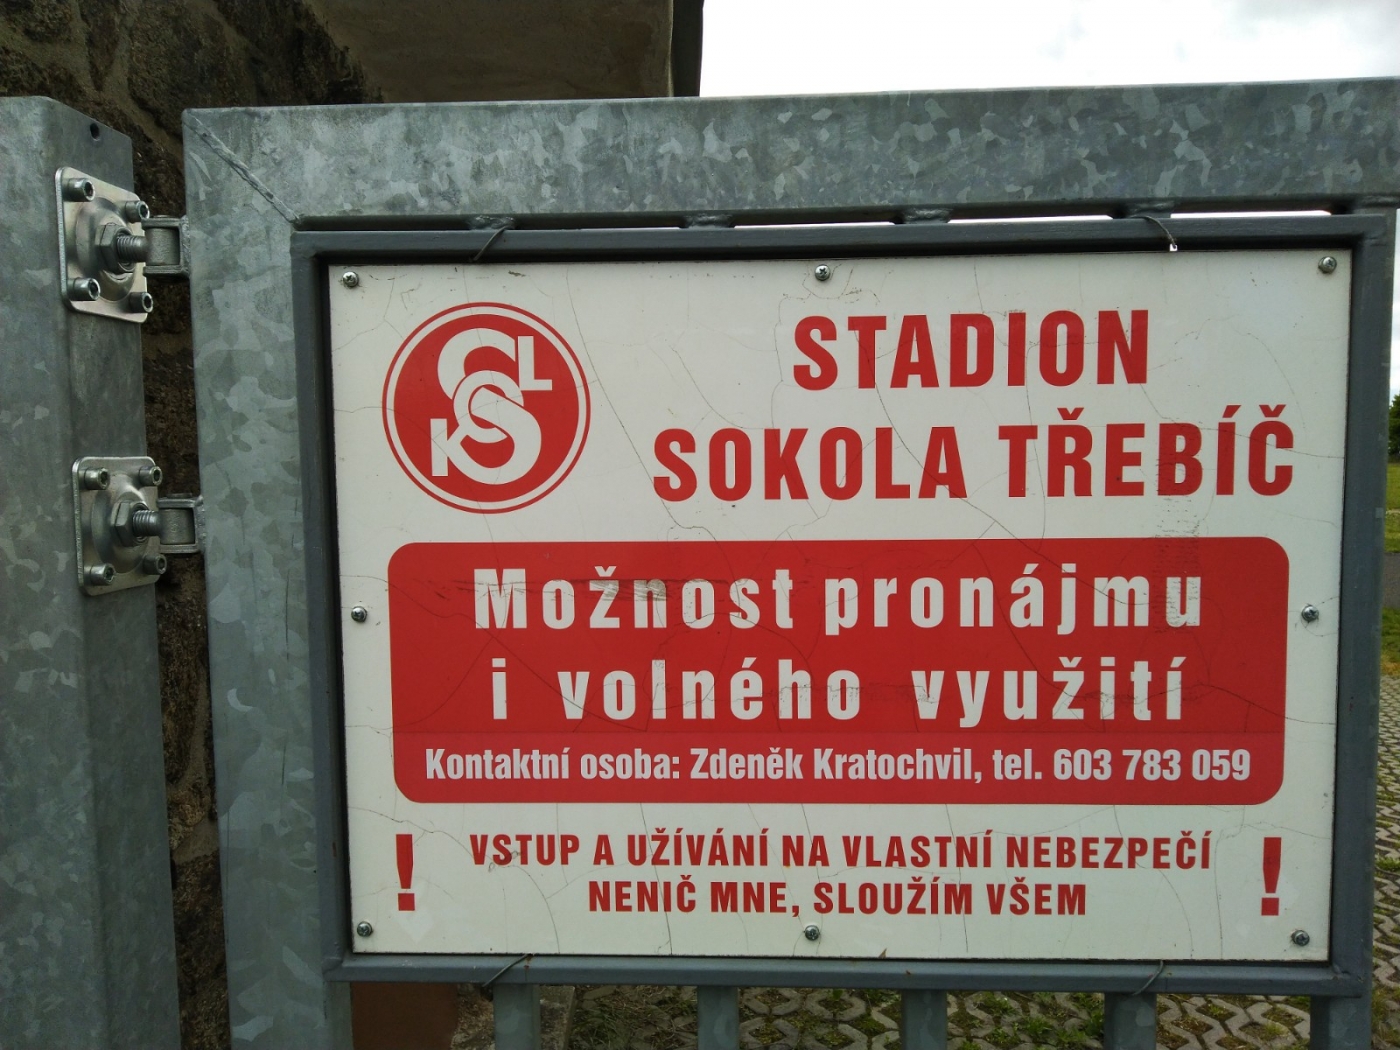 SOKOL
STADION
SOKOLA TŘEBÍČ
Možnost pronájmu
i volného využití
Kontaktní osoba: Zdeněk Kratochvil, tel. 603 783 059
! VSTUP A UŽÍVÁNÍ NA VLASTNÍ NEBEZPEČÍ !
NENIČ MNE, SLOUŽÍM VŠEM